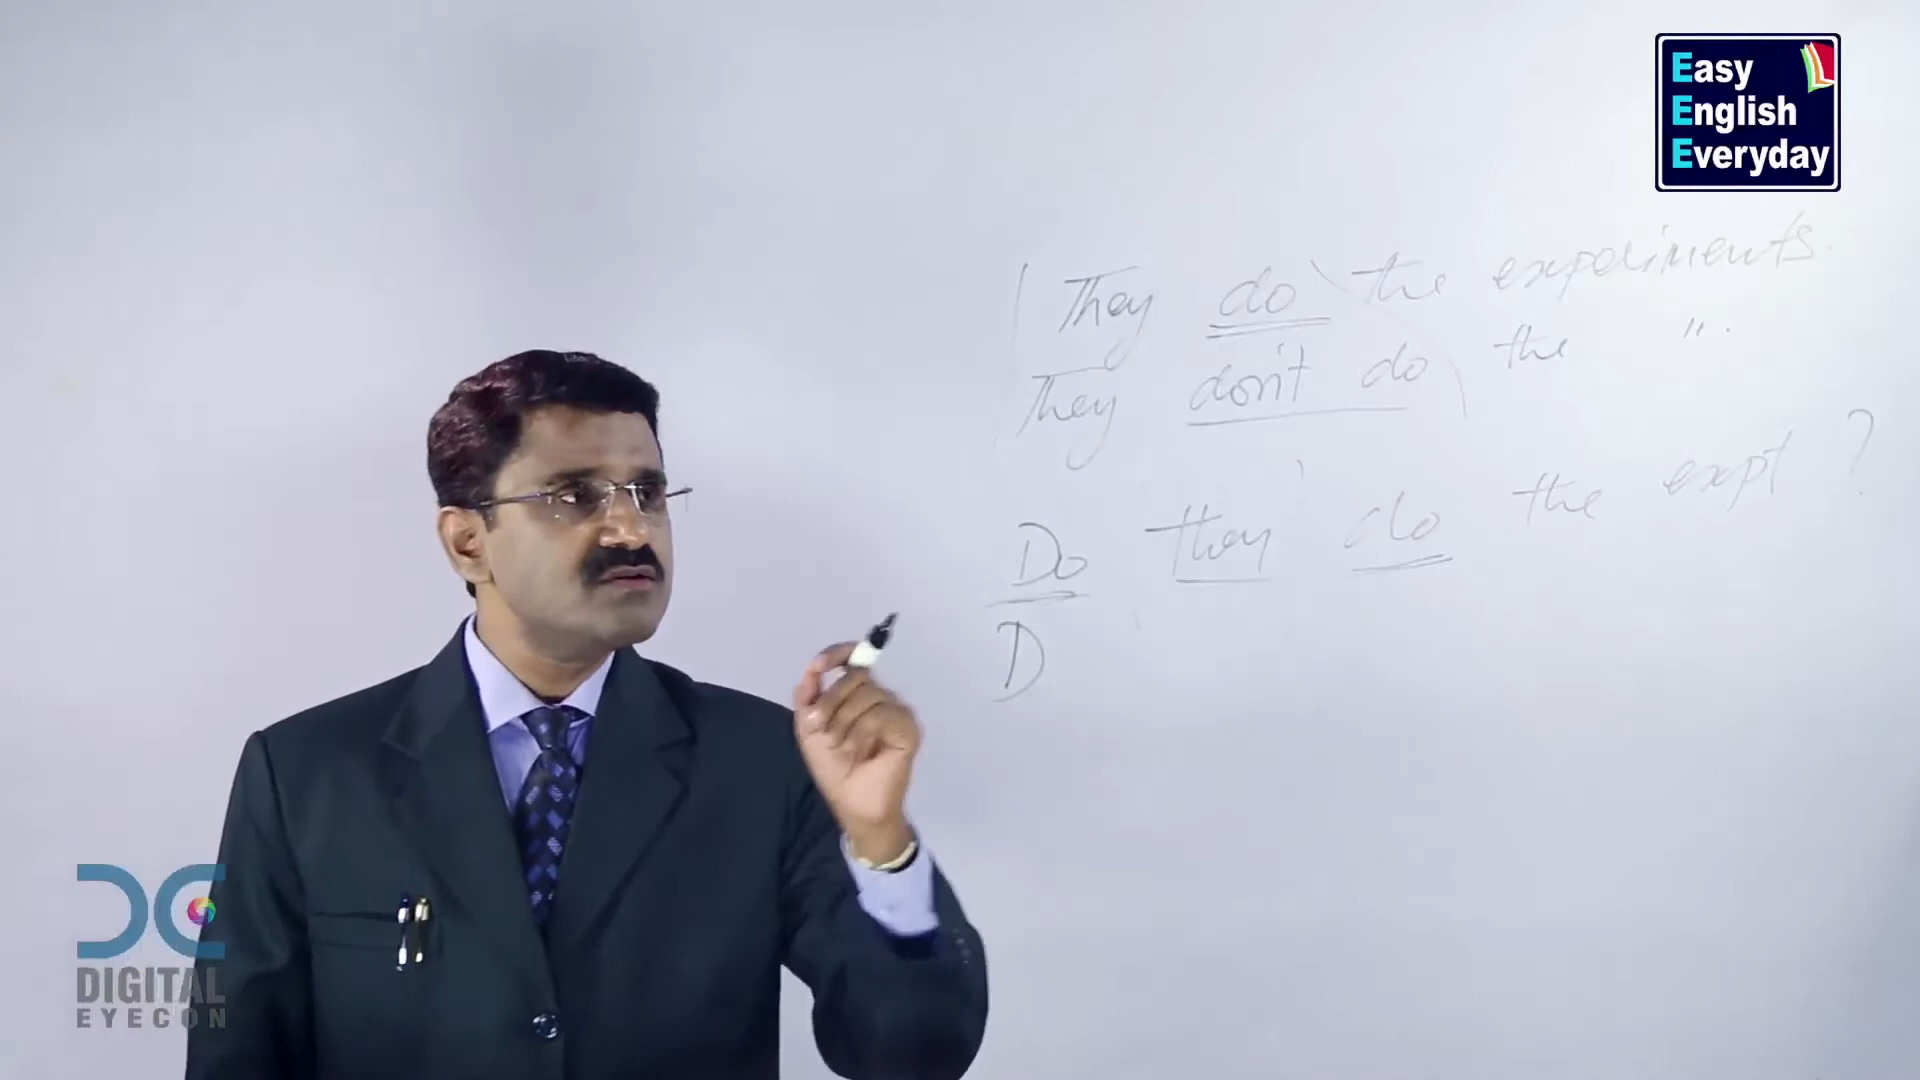 Easy
English
Everyday
They do the experiments.
They don't do the ".
Do they do the expt ?
D
DIGITAL
EYECON